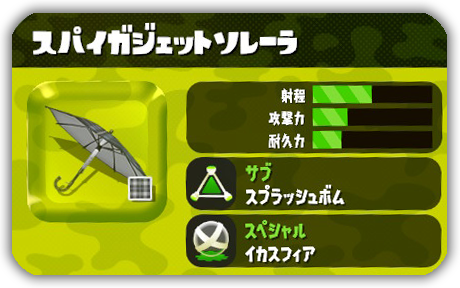 スパイガジェットソレーラ
射程
攻撃力
耐久力
サブ
スプラッシュボム
スペシャル
イカスフィア